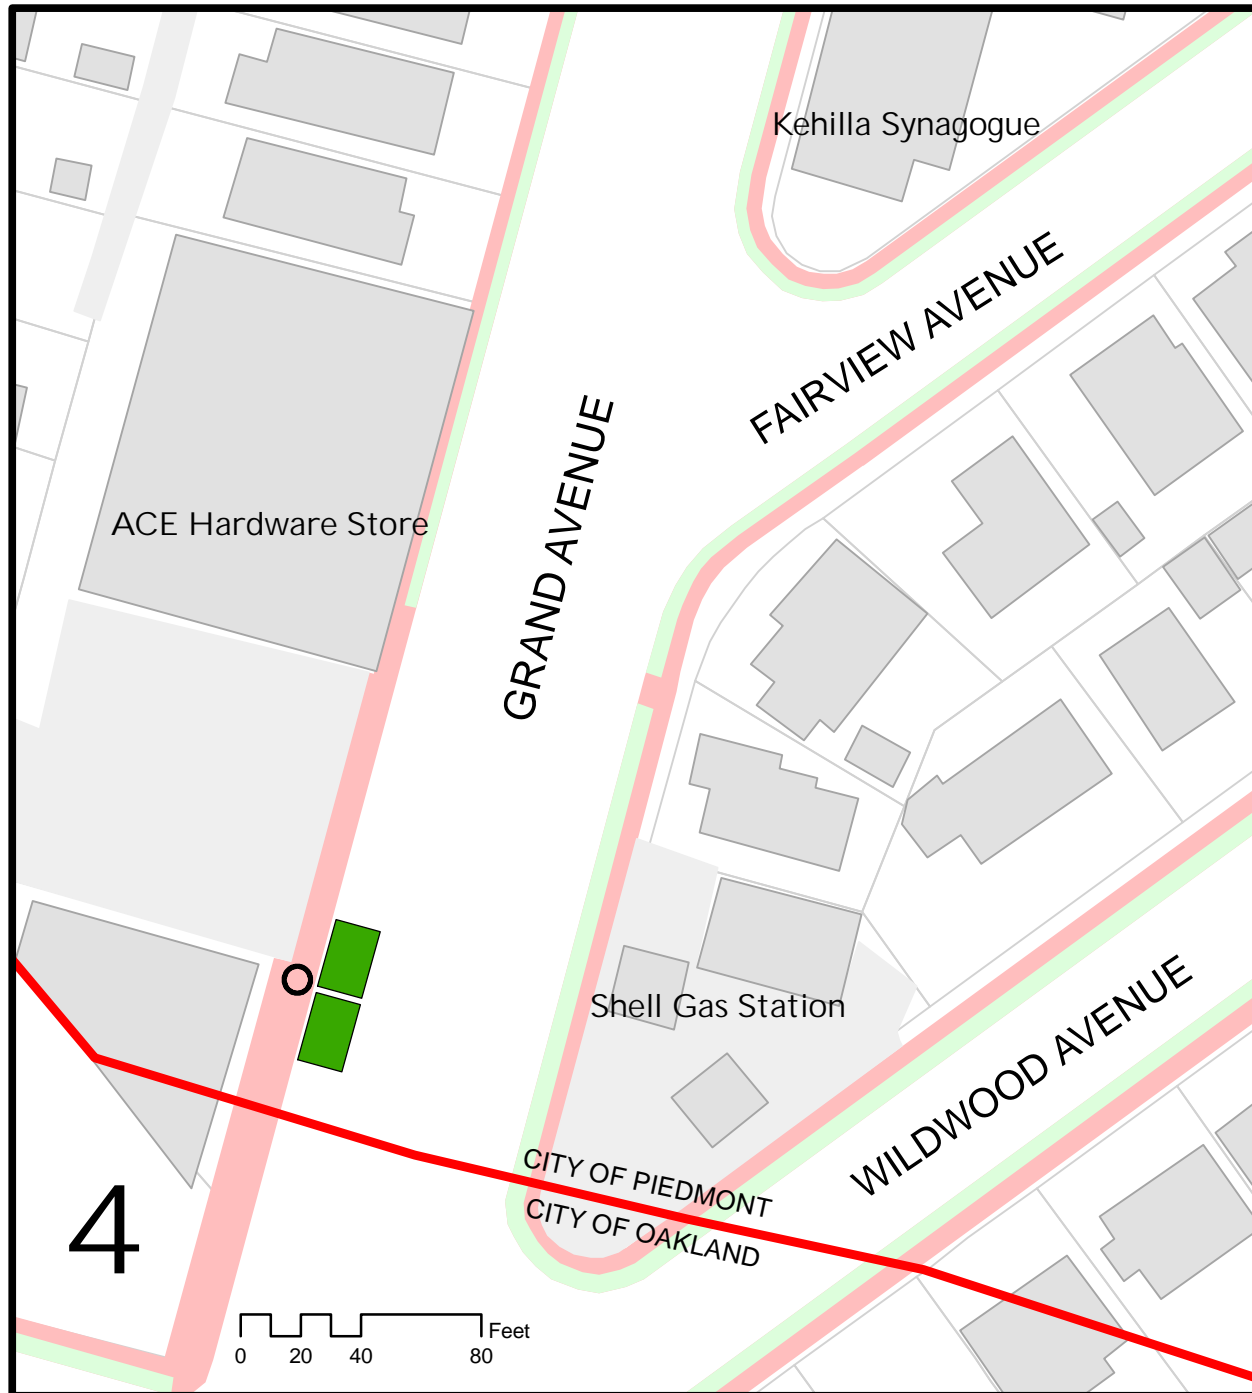 Kehilla Synagogue
FAIRVIEW AVENUE
GRAND AVENUE
ACE Hardware Store
Shell Gas Station
WILDWOOD AVENUE
CITY OF PIEDMONT
CITY OF OAKLAND
4
Feet
0 20 40 80